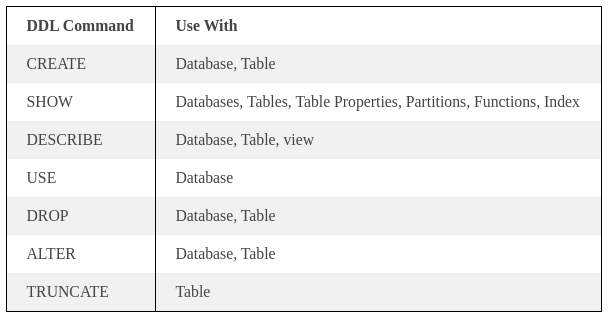 DDL Command Use With
CREATE Database, Table
SHOW Databases, Tables, Table Properties, Partitions, Functions, Index
DESCRIBE Database, Table, view
USE Database
DROP Database, Table
ALTER Database, Table
TRUNCATE Table